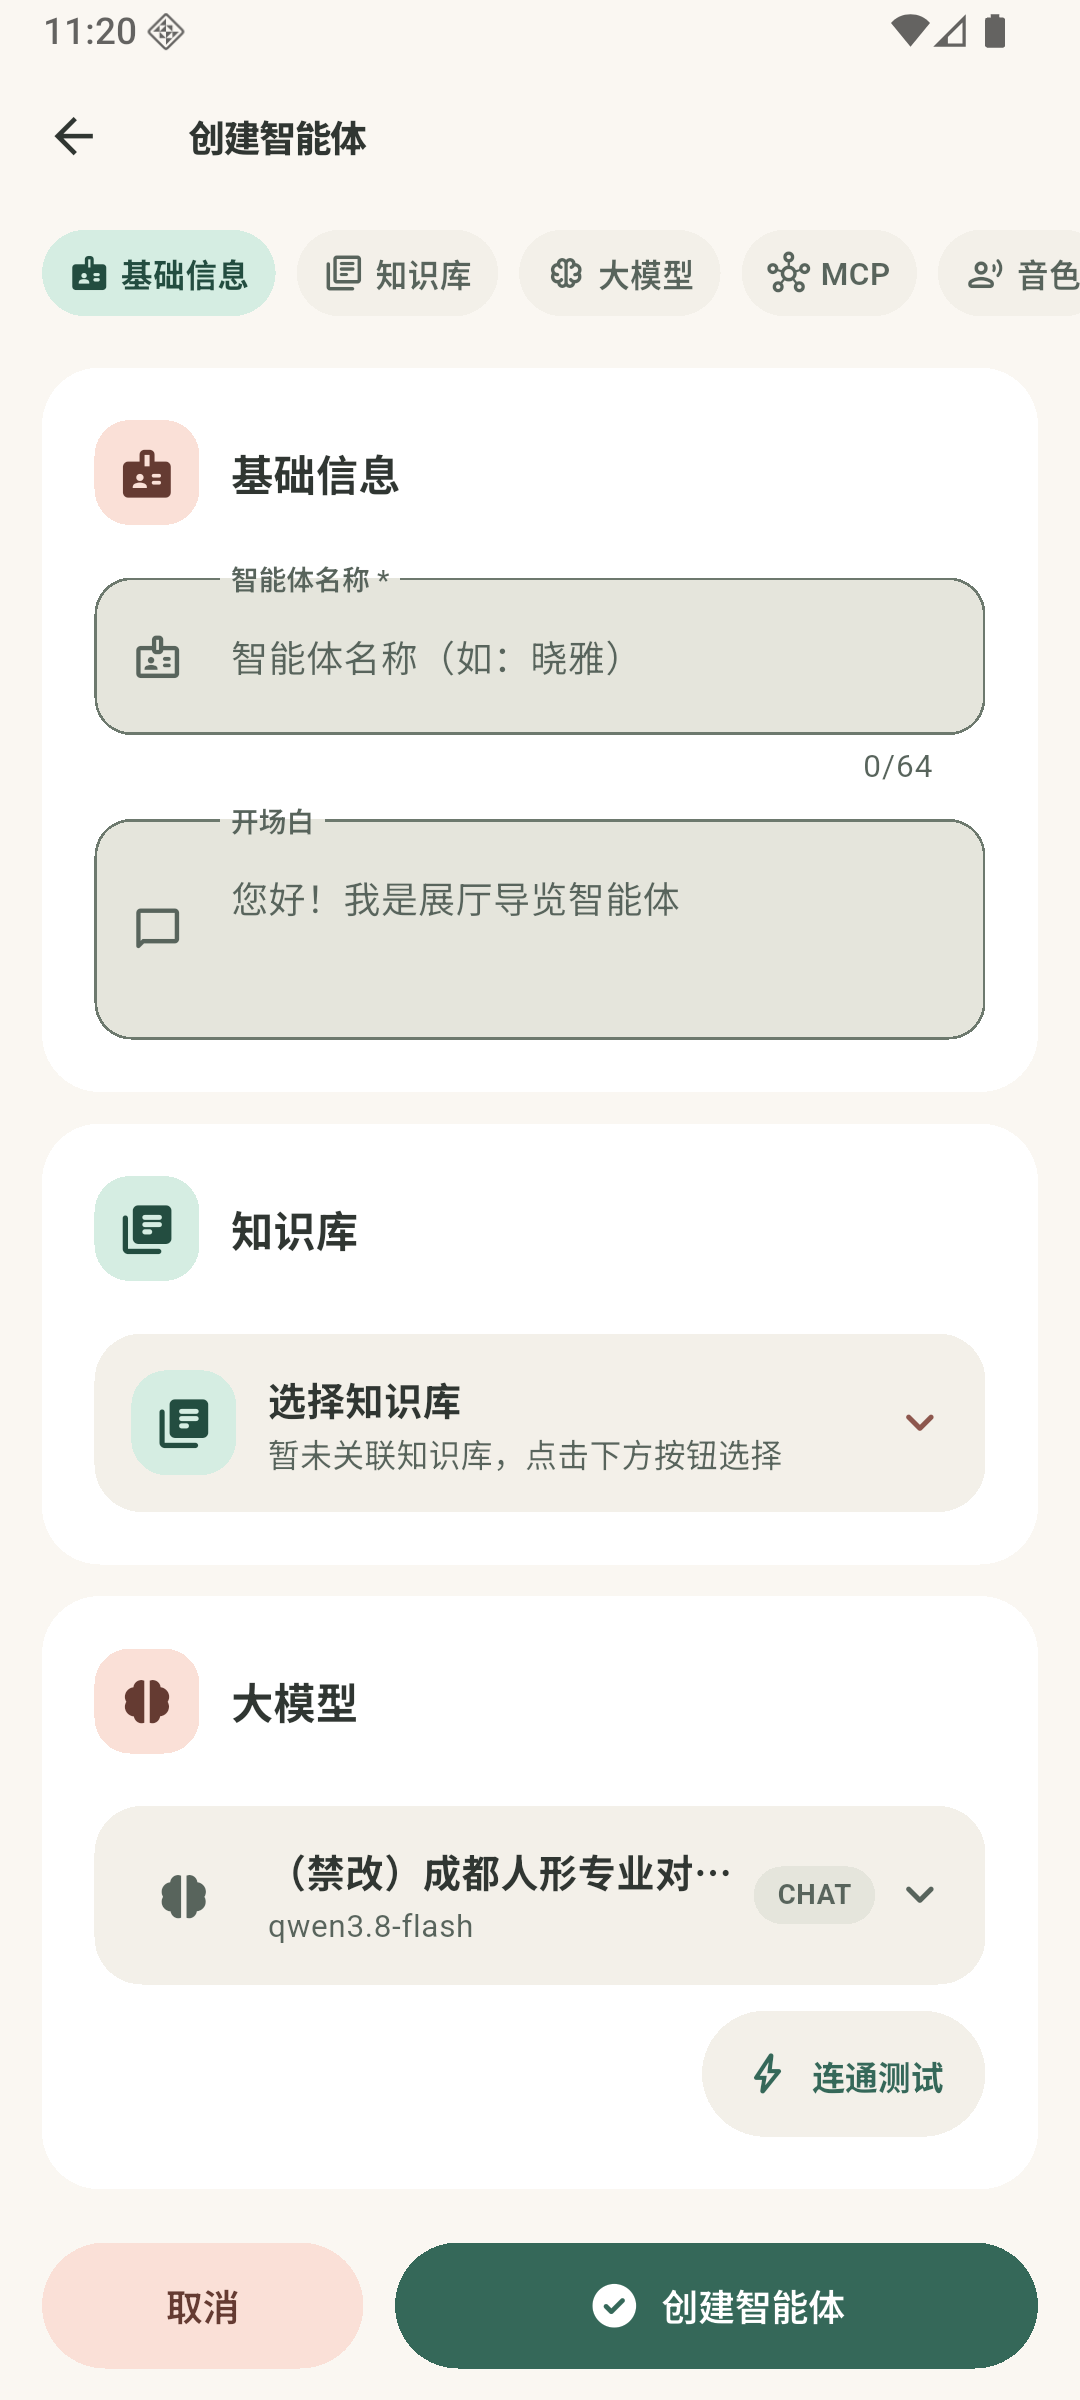 11:20
创建智能体
基础信息
知识库
大模型
MCP
音色
基础信息
智能体名称 *
智能体名称（如：晓雅）
0/64
开场白
您好！我是展厅导览智能体
知识库
选择知识库
暂未关联知识库，点击下方按钮选择
大模型
（禁改）成都人形专业对…
CHAT
qwen3.8-flash
连通测试
取消
创建智能体